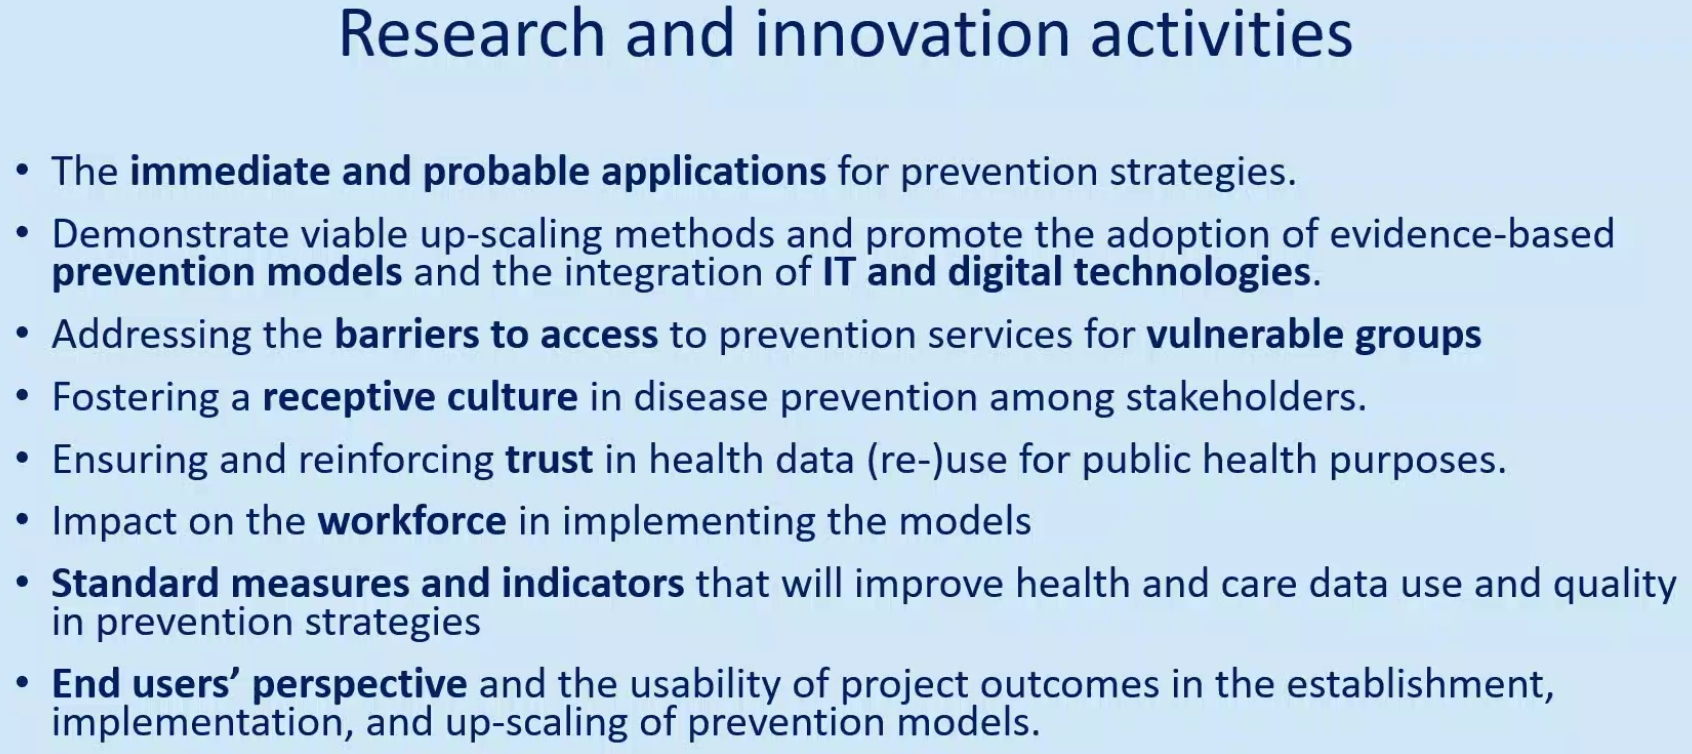 Research and innovation activities
• The immediate and probable applications for prevention strategies.
• Demonstrate viable up-scaling methods and promote the adoption of evidence-based
prevention models and the integration of IT and digital technologies.
• Addressing the barriers to access to prevention services for vulnerable groups
• Fostering a receptive culture in disease prevention among stakeholders.
• Ensuring and reinforcing trust in health data (re-)use for public health purposes.
• Impact on the workforce in implementing the models
• Standard measures and indicators that will improve health and care data use and quality
in prevention strategies
• End users’ perspective and the usability of project outcomes in the establishment,
implementation, and up-scaling of prevention models.